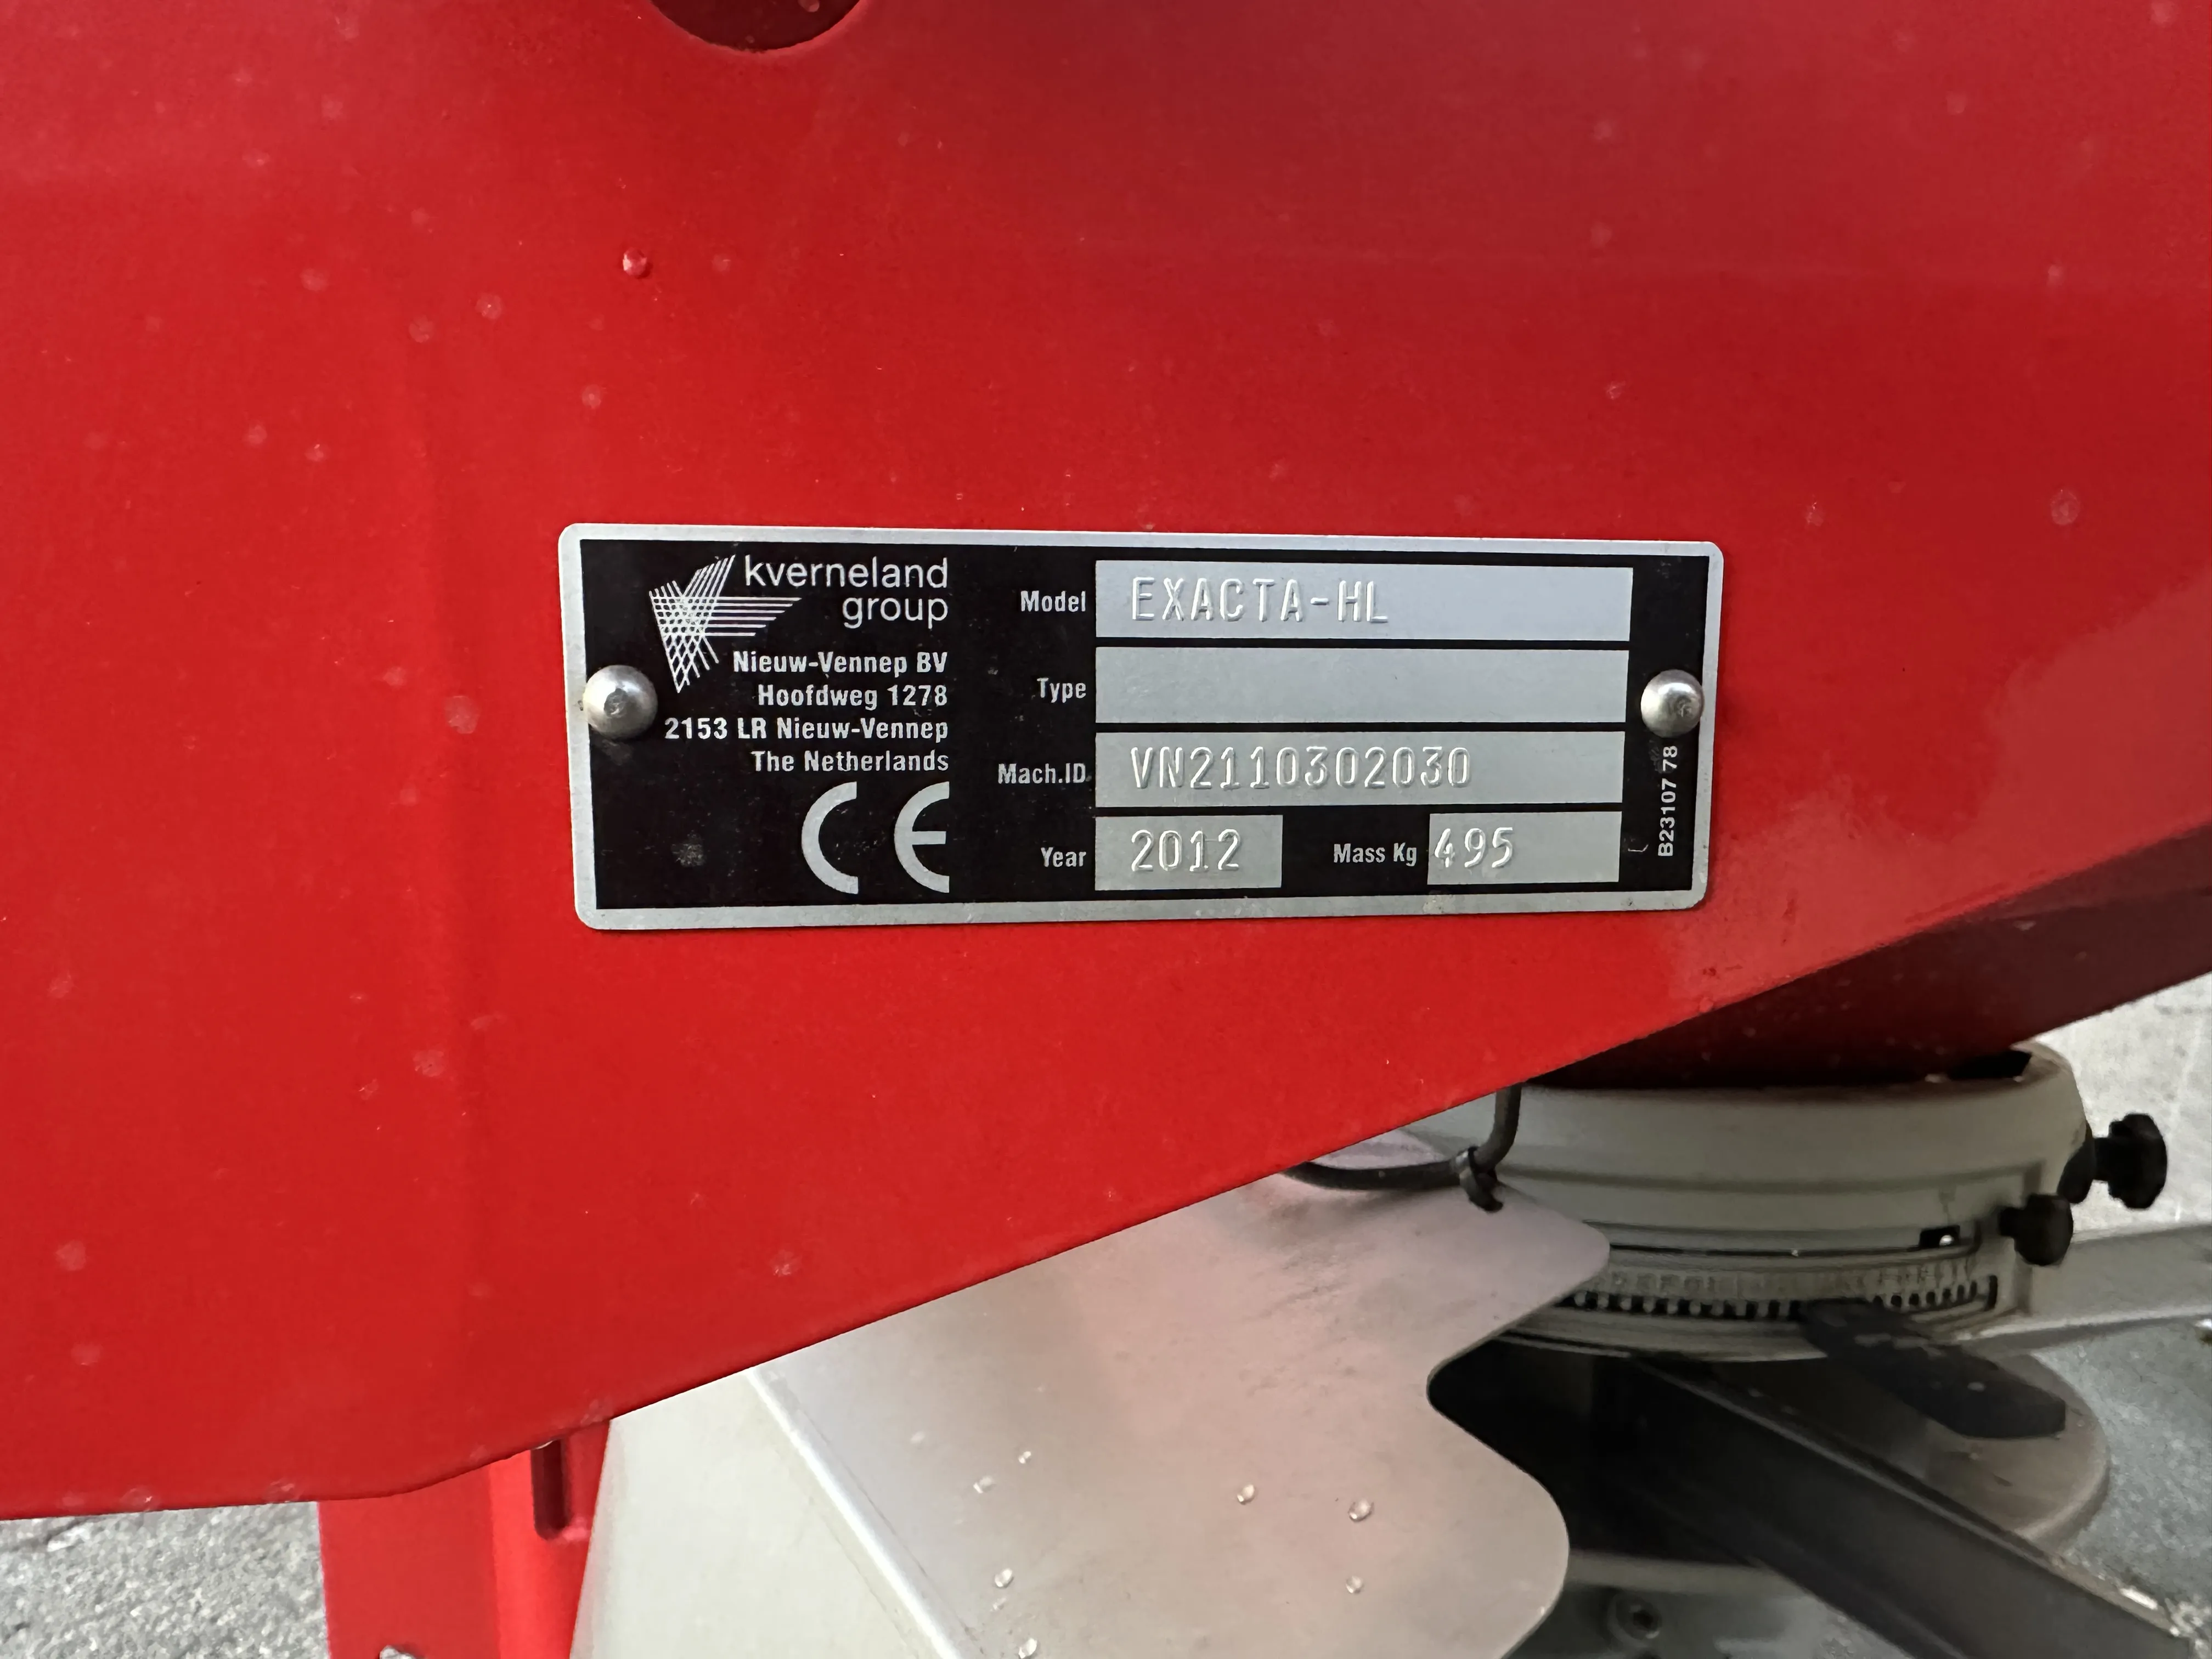 kverneland
group
Nieuw-Vennep BV
Hoofdweg 1278
2153 LR Nieuw-Vennep
The Netherlands
CE
Model EXACTA-HL
Type
Mach.ID VN2110302030
Year 2012 Mass Kg 495
B23107 78